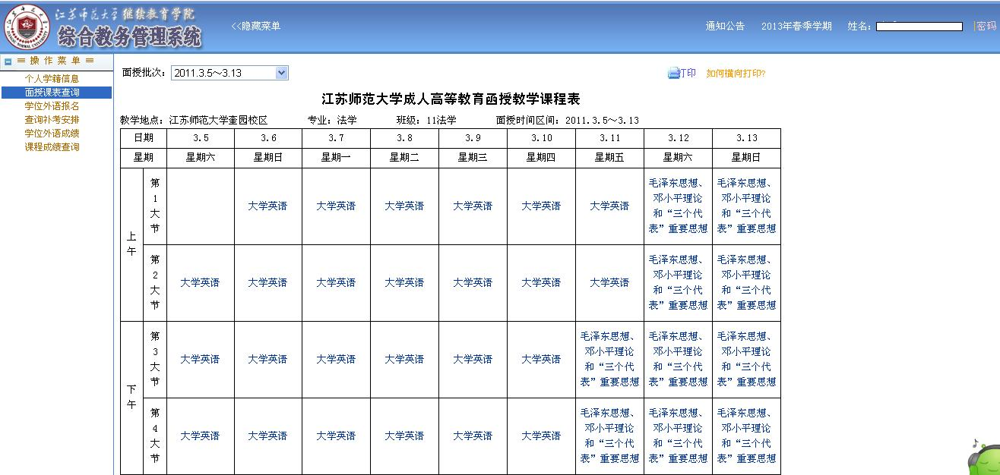 江苏师范大学继续教育学院
综合教务管理系统
<<隐藏菜单
通知公告 2013年春季学期 姓名: |密码
操作菜单
个人学籍信息
面授课表查询
学位外语报名
查询补考安排
学位外语成绩
课程成绩查询
面授批次: 2011.3.5～3.13 打印 如何横向打印?
江苏师范大学成人高等教育函授教学课程表
教学地点: 江苏师范大学奎园校区 专业: 法学 班级: 11法学 面授时间区间: 2011.3.5～3.13
日期 3.5 3.6 3.7 3.8 3.9 3.10 3.11 3.12 3.13
星期 星期六 星期日 星期一 星期二 星期三 星期四 星期五 星期六 星期日
上午
第1大节 大学英语 大学英语 大学英语 大学英语 大学英语 大学英语 毛泽东思想、邓小平理论和“三个代表”重要思想 毛泽东思想、邓小平理论和“三个代表”重要思想
第2大节 大学英语 大学英语 大学英语 大学英语 大学英语 大学英语 大学英语 毛泽东思想、邓小平理论和“三个代表”重要思想 毛泽东思想、邓小平理论和“三个代表”重要思想
下午
第3大节 大学英语 大学英语 大学英语 大学英语 大学英语 大学英语 毛泽东思想、邓小平理论和“三个代表”重要思想 毛泽东思想、邓小平理论和“三个代表”重要思想 毛泽东思想、邓小平理论和“三个代表”重要思想
第4大节 大学英语 大学英语 大学英语 大学英语 大学英语 大学英语 毛泽东思想、邓小平理论和“三个代表”重要思想 毛泽东思想、邓小平理论和“三个代表”重要思想 毛泽东思想、邓小平理论和“三个代表”重要思想